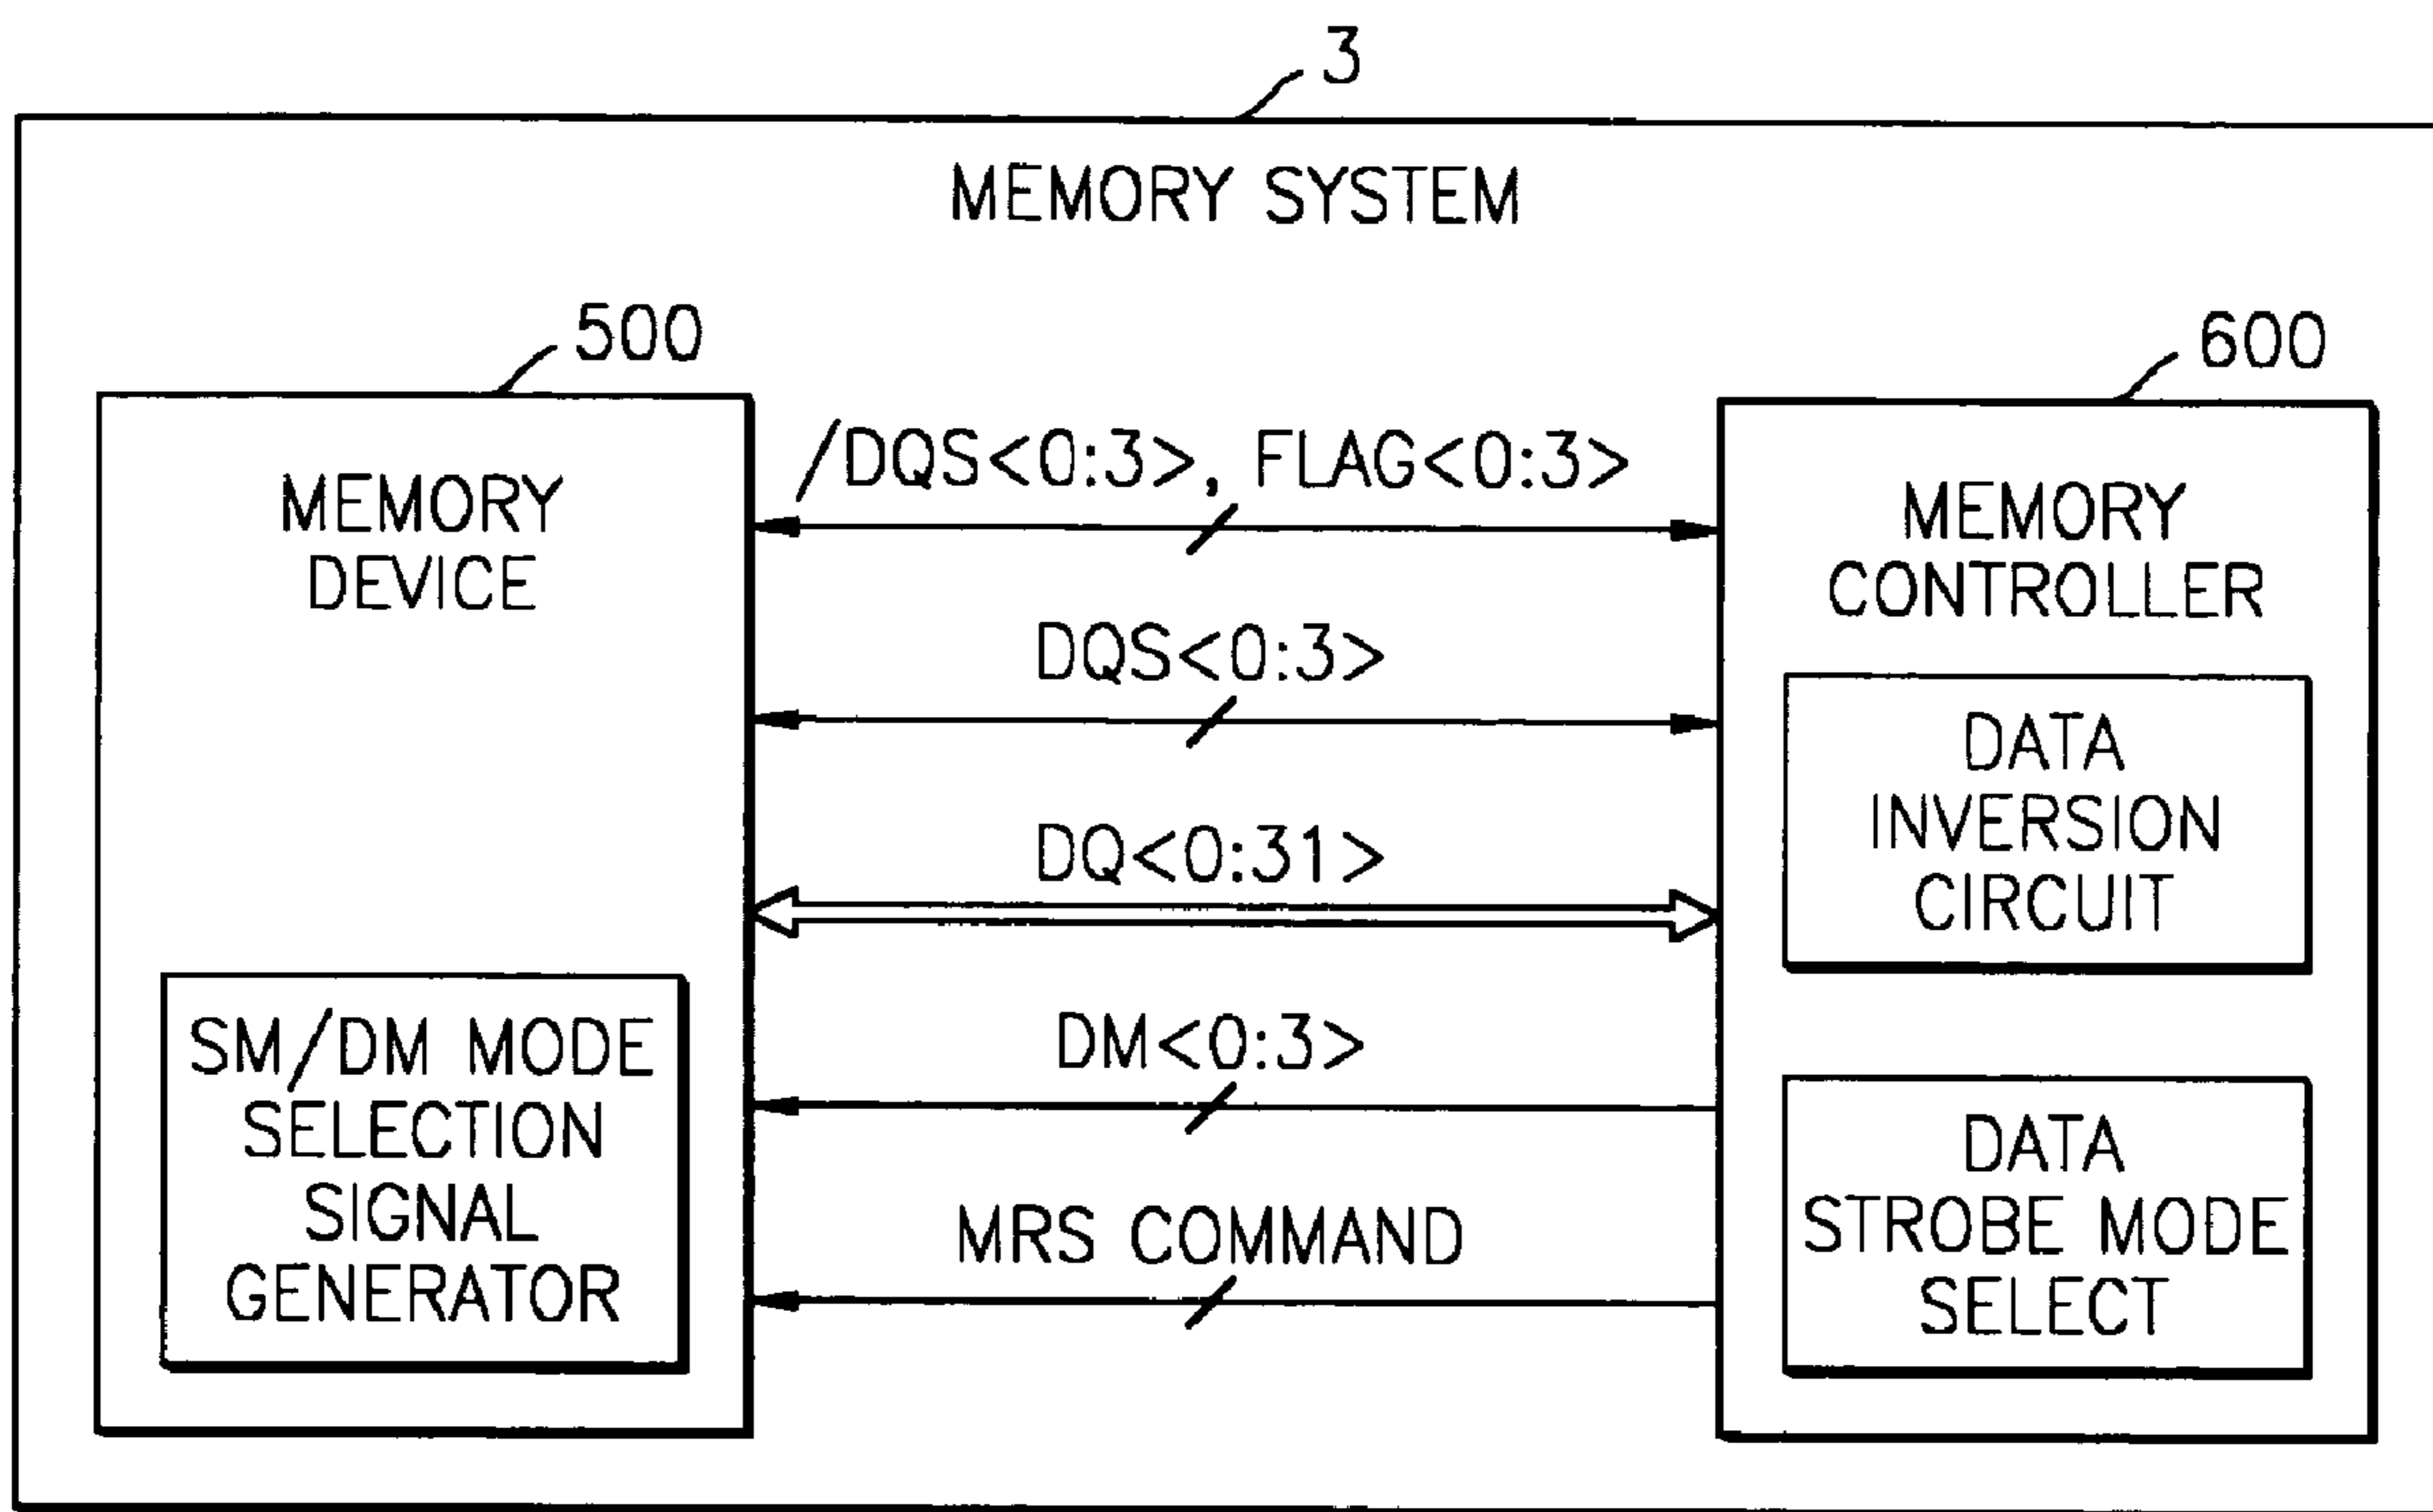 3
MEMORY SYSTEM
500
MEMORY
DEVICE
SM/DM MODE
SELECTION
SIGNAL
GENERATOR
/DQS<0:3>, FLAG<0:3>
DQS<0:3>
DQ<0:31>
DM<0:3>
MRS COMMAND
600
MEMORY
CONTROLLER
DATA
INVERSION
CIRCUIT
DATA
STROBE MODE
SELECT